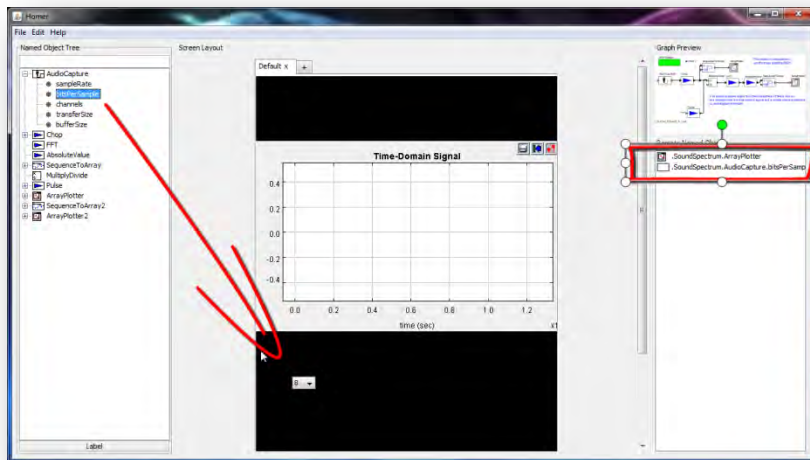 Homer
File Edit Help
Named Object Tree
AudioCapture
sampleRate
bitsPerSample
channels
transferSize
bufferSize
Chop
FFT
AbsoluteValue
SequenceToArray
MultiplyDivide
Pulse
ArrayPlotter
SequenceToArray2
ArrayPlotter2
Label
Screen Layout
Default x +
Time-Domain Signal
0.4
0.2
0.0
-0.2
-0.4
0.0 0.2 0.4 0.6 0.8 1.0 1.2
time (sec) x1
8
Graph Preview
.SoundSpectrum.ArrayPlotter
.SoundSpectrum.AudioCapture.bitsPerSamp